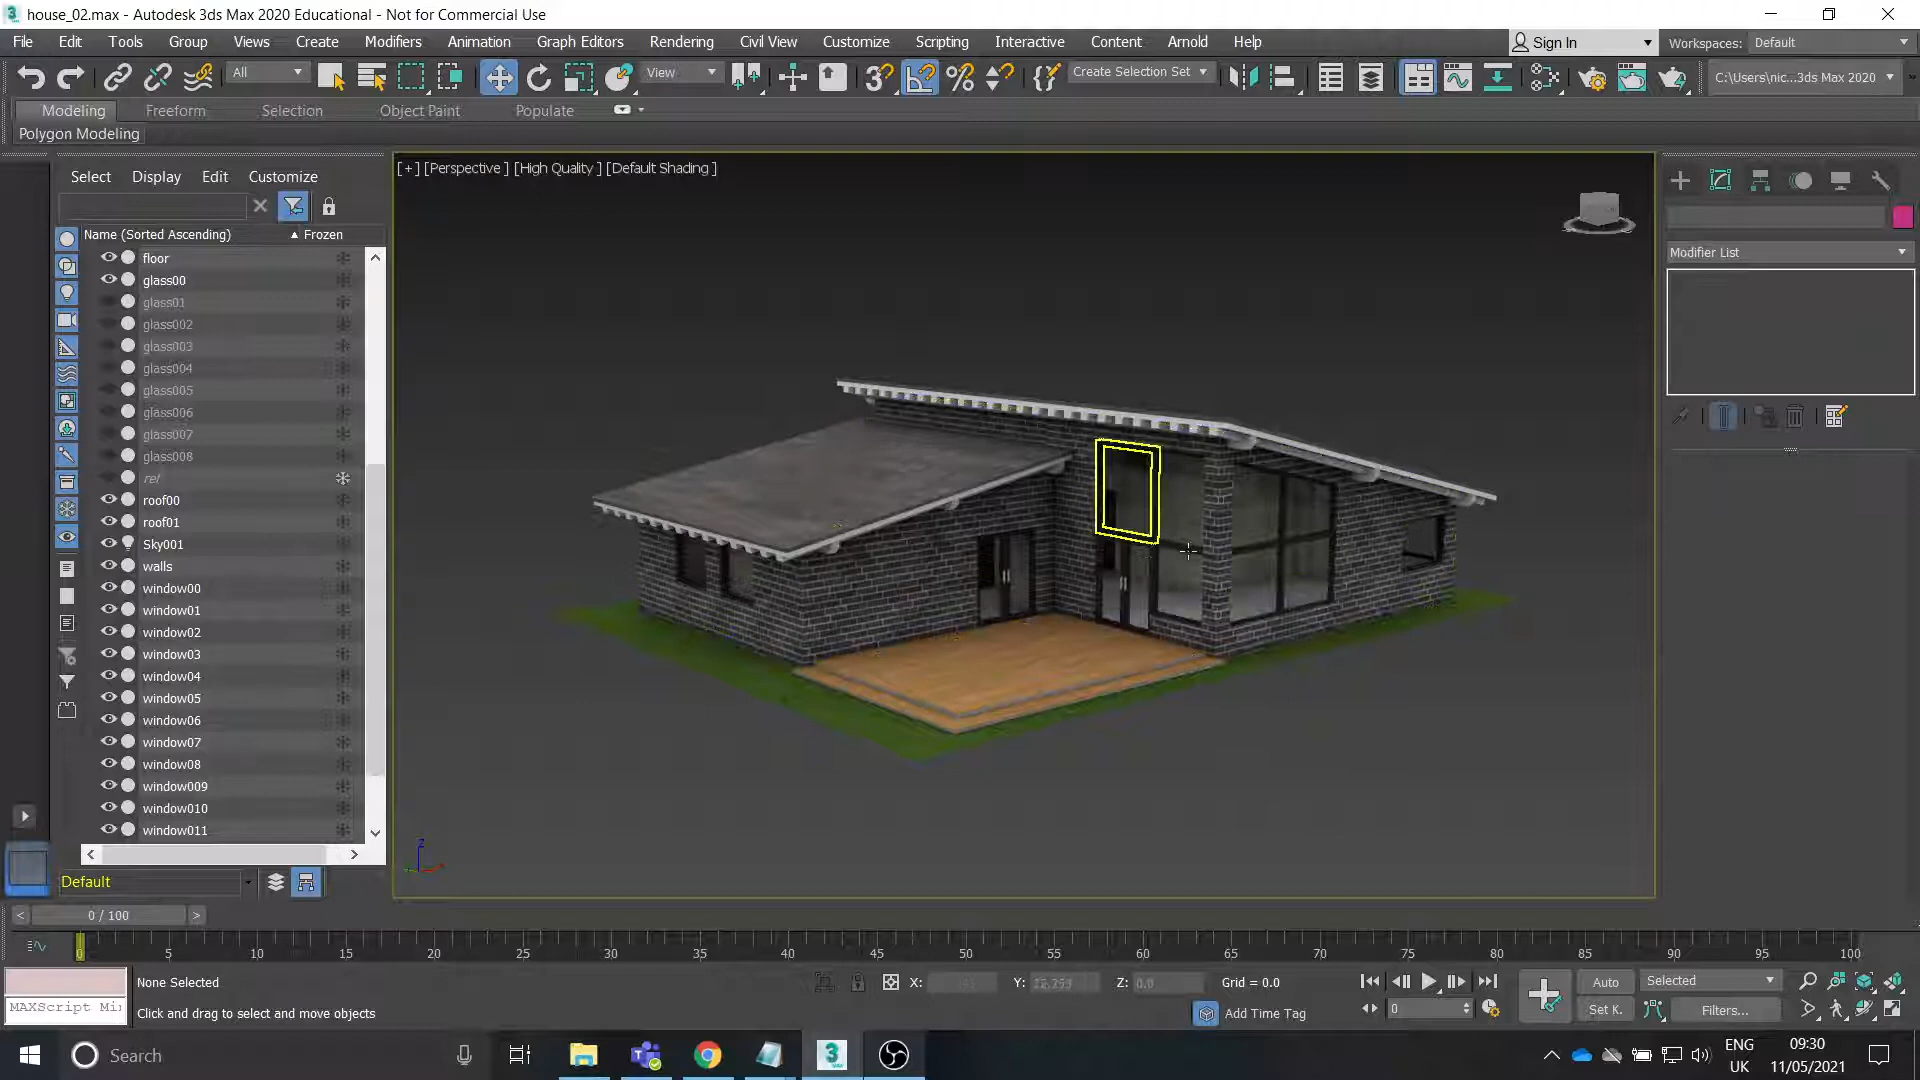 house_02.max - Autodesk 3ds Max 2020 Educational - Not for Commercial Use
File Edit Tools Group Views Create Modifiers Animation Graph Editors Rendering Civil View Customize Scripting Interactive Content Arnold Help
Sign In
Workspaces: Default
All
View
Create Selection Set
C:\Users\nic...3ds Max 2020
Modeling Freeform Selection Object Paint Populate
Polygon Modeling
Select Display Edit Customize
Name (Sorted Ascending) Frozen
floor
glass00
glass01
glass002
glass003
glass004
glass005
glass006
glass007
glass008
ref
roof00
roof01
Sky001
walls
window00
window01
window02
window03
window04
window05
window06
window07
window08
window009
window010
window011
Default
[+] [Perspective ] [High Quality ] [Default Shading ]
z
Modifier List
0 / 100
0 5 10 15 20 25 30 35 40 45 50 55 60 65 70 75 80 85 90 95 100
None Selected
X:
Y:
Z: 0.0
Grid = 0.0
Auto
Selected
MAXScript Mi
Click and drag to select and move objects
Add Time Tag
0
Set K.
Filters...
Search
ENG
UK
09:30
11/05/2021